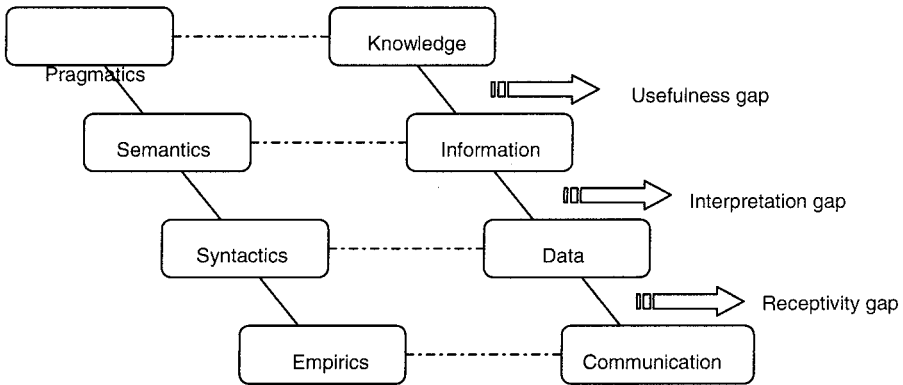 Knowledge
Pragmatics
Usefulness gap
Semantics
Information
Interpretation gap
Syntactics
Data
Receptivity gap
Empirics
Communication